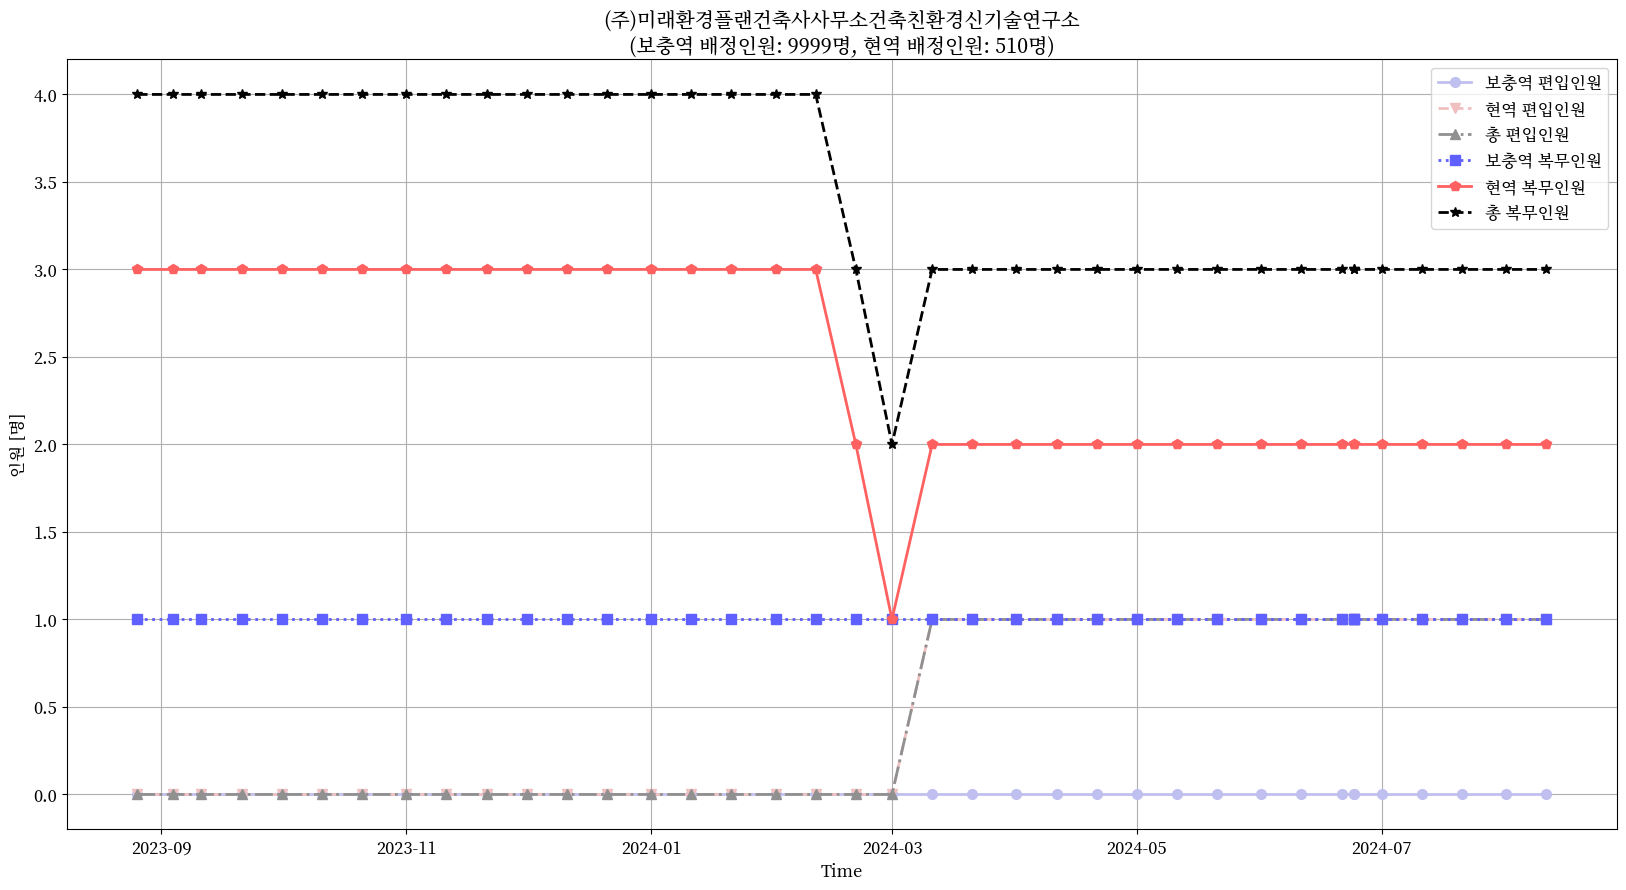 (주)미래환경플랜건축사사무소건축친환경신기술연구소
(보충역 배정인원: 9999명, 현역 배정인원: 510명)
보충역 편입인원
현역 편입인원
총 편입인원
보충역 복무인원
현역 복무인원
총 복무인원
인원 [명]
4.0
3.5
3.0
2.5
2.0
1.5
1.0
0.5
0.0
2023-09
2023-11
2024-01
2024-03
2024-05
2024-07
Time